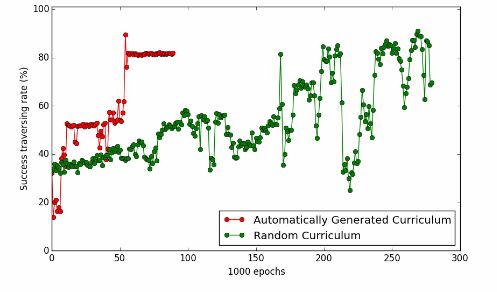 100
80
60
40
20
0
Success traversing rate (%)
0 50 100 150 200 250 300
1000 epochs
Automatically Generated Curriculum
Random Curriculum